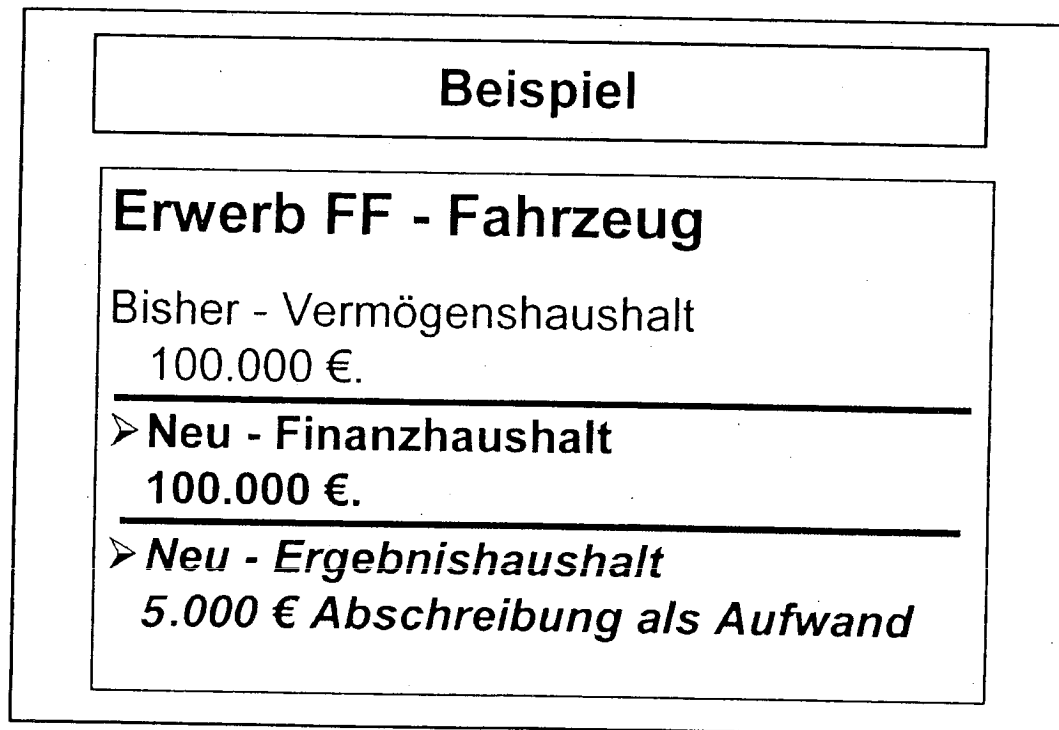 Beispiel
Erwerb FF - Fahrzeug
Bisher - Vermögenshaushalt
100.000 €.
➢ Neu - Finanzhaushalt
100.000 €.
➢ Neu - Ergebnishaushalt
5.000 € Abschreibung als Aufwand